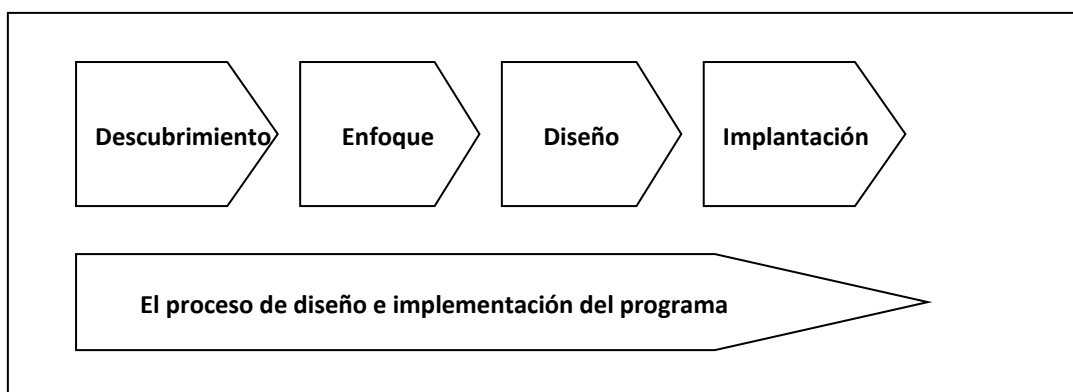 Descubrimiento
Enfoque
Diseño
Implantación
El proceso de diseño e implementación del programa